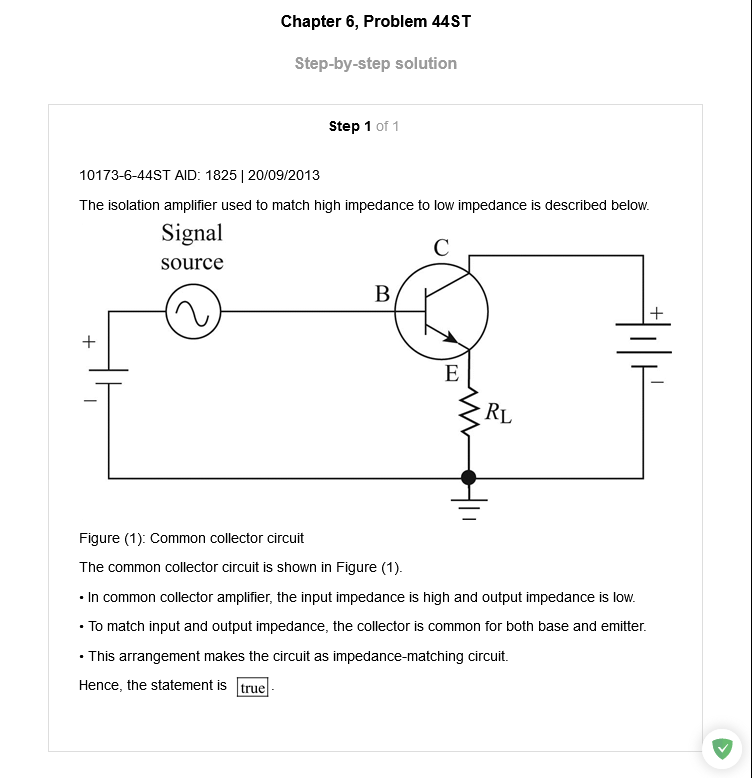 Chapter 6, Problem 44ST
Step-by-step solution
Step 1 of 1
10173-6-44ST AID: 1825 | 20/09/2013
The isolation amplifier used to match high impedance to low impedance is described below.
Signal
source
C
B
+
+
E
−
−
RL
Figure (1): Common collector circuit
The common collector circuit is shown in Figure (1).
• In common collector amplifier, the input impedance is high and output impedance is low.
• To match input and output impedance, the collector is common for both base and emitter.
• This arrangement makes the circuit as impedance-matching circuit.
Hence, the statement is true.